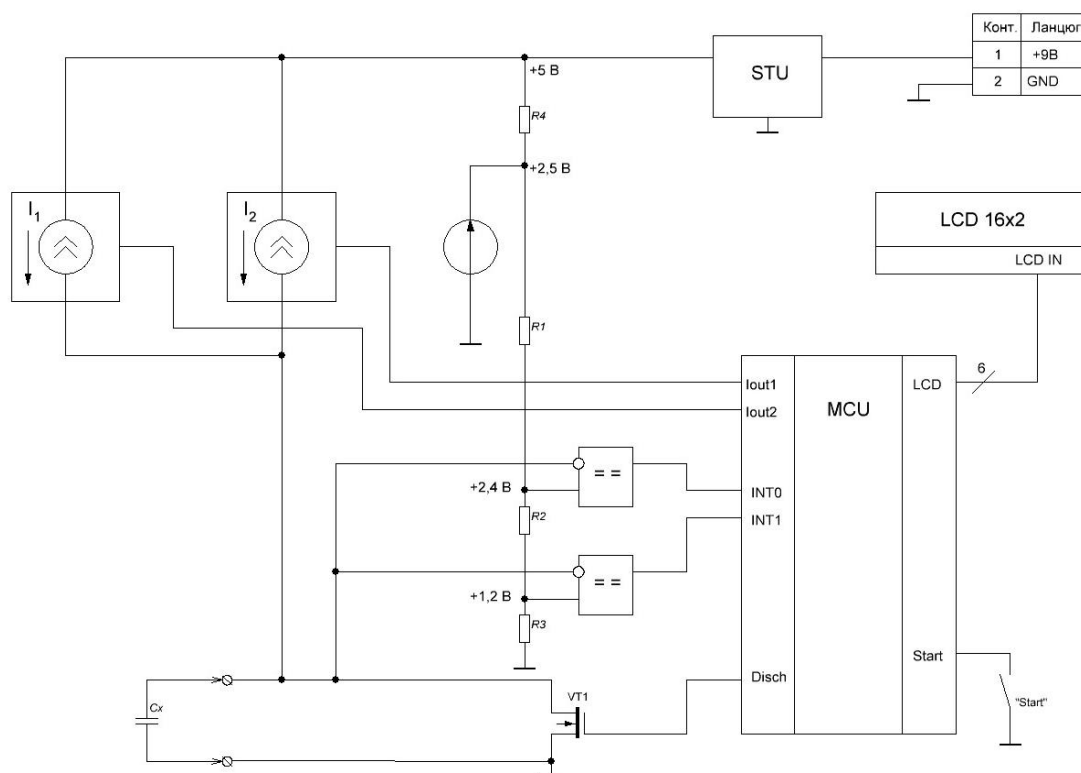 Конт. Ланцюг
1 +9В
2 GND
STU
+5 В
R4
+2,5 В
I1
I2
LCD 16x2
LCD IN
R1
6
Iout1
LCD
MCU
Iout2
= =
+2,4 В
INT0
R2
INT1
= =
+1,2 В
R3
Start
Disch
VT1
"Start"
Cx